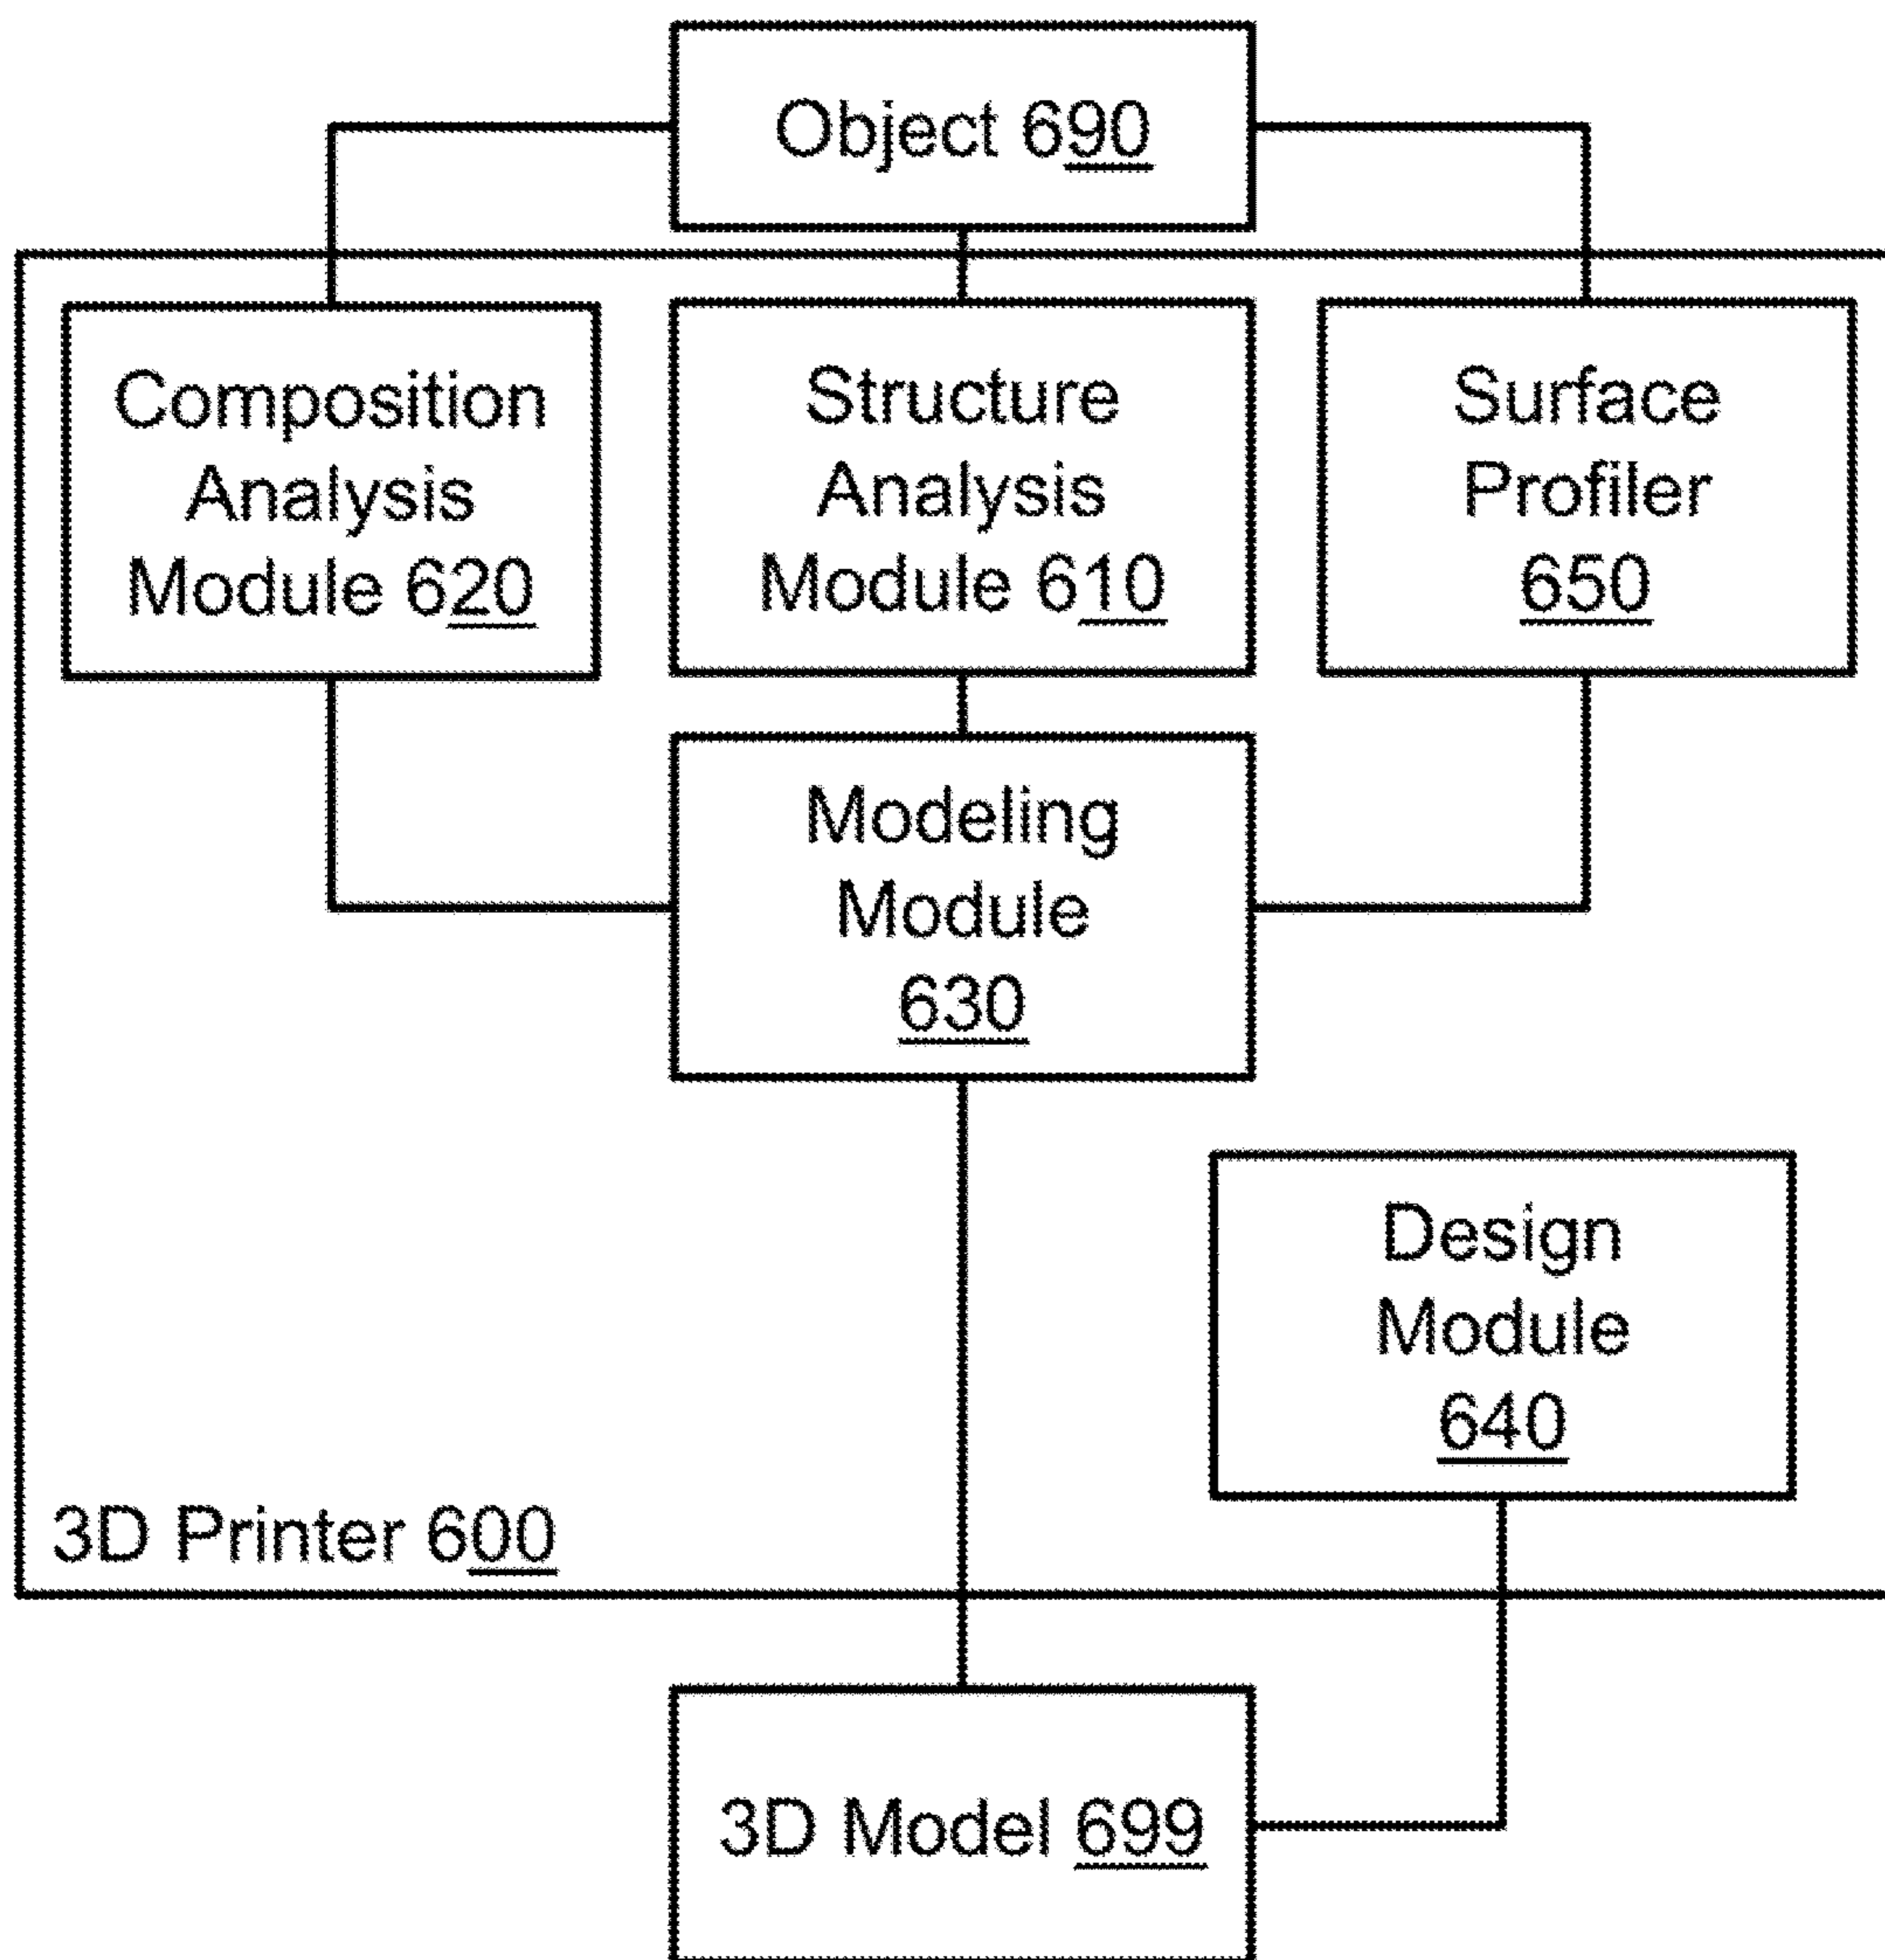 Object 690
Composition
Analysis
Module 620
Structure
Analysis
Module 610
Surface
Profiler
650
Modeling
Module
630
Design
Module
640
3D Printer 600
3D Model 699